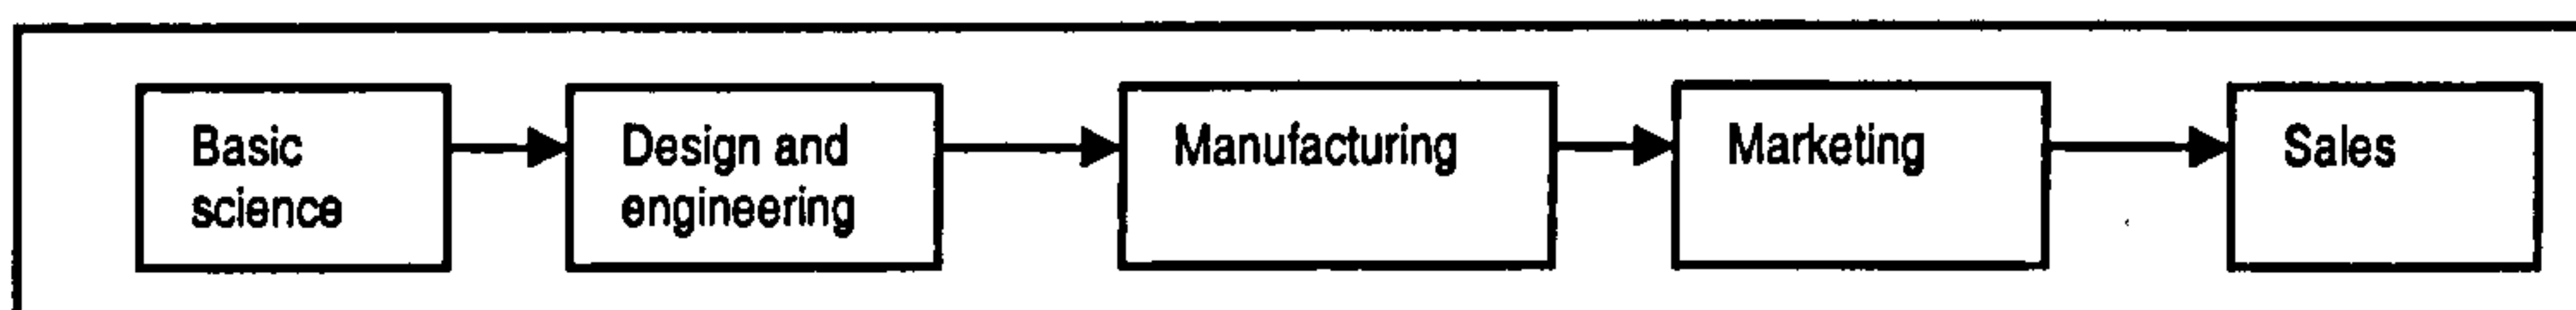 Basic
science
Design and
engineering
Manufacturing
Marketing
Sales